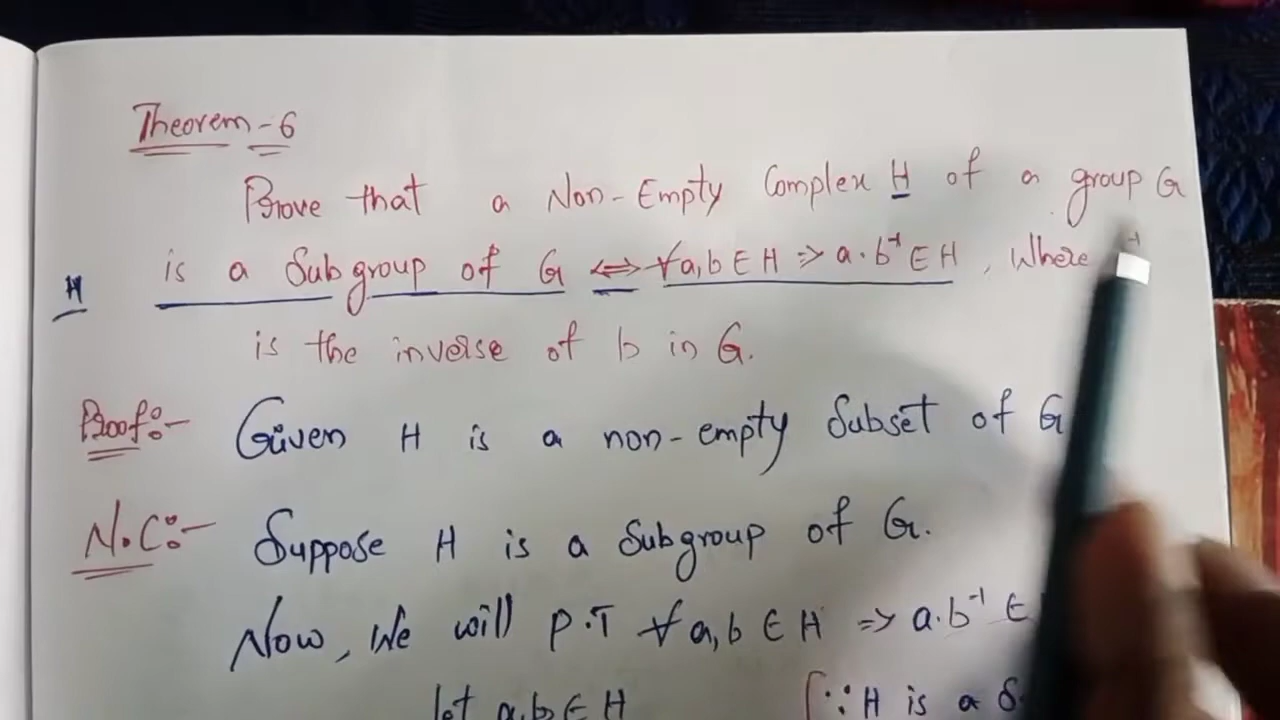 Theorem - 6
Prove that a Non-Empty Complex H of a group G
is a Subgroup of G ⇔ ∀ a, b ∈ H ⇒ a · b⁻¹ ∈ H , Where
H
is the inverse of b in G.
Proof:- Given H is a non-empty Subset of G
N.C:- Suppose H is a Subgroup of G.
Now, We will P.T ∀ a, b ∈ H ⇒ a. b⁻¹ ∈
let a, b ∈ H [∵ H is a